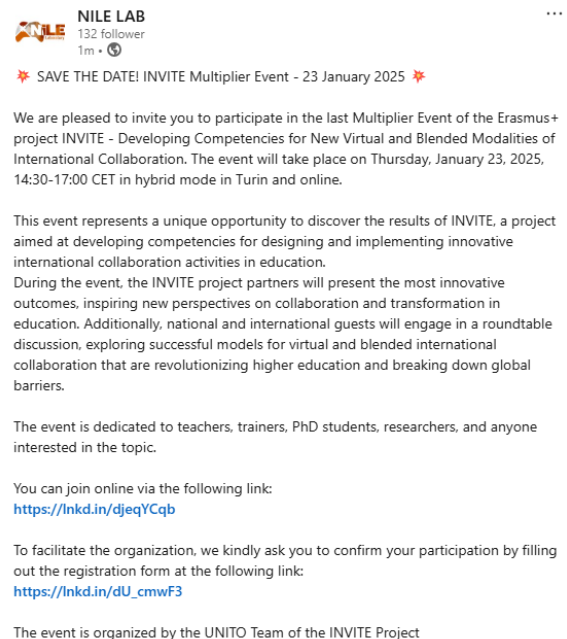 NILE
NILE LAB
132 follower
1m •
SAVE THE DATE! INVITE Multiplier Event - 23 January 2025
We are pleased to invite you to participate in the last Multiplier Event of the Erasmus+
project INVITE - Developing Competencies for New Virtual and Blended Modalities of
International Collaboration. The event will take place on Thursday, January 23, 2025,
14:30-17:00 CET in hybrid mode in Turin and online.
This event represents a unique opportunity to discover the results of INVITE, a project
aimed at developing competencies for designing and implementing innovative
international collaboration activities in education.
During the event, the INVITE project partners will present the most innovative
outcomes, inspiring new perspectives on collaboration and transformation in
education. Additionally, national and international guests will engage in a roundtable
discussion, exploring successful models for virtual and blended international
collaboration that are revolutionizing higher education and breaking down global
barriers.
The event is dedicated to teachers, trainers, PhD students, researchers, and anyone
interested in the topic.
You can join online via the following link:
https://lnkd.in/djeqYCqb
To facilitate the organization, we kindly ask you to confirm your participation by filling
out the registration form at the following link:
https://lnkd.in/dU_cmwF3
The event is organized by the UNITO Team of the INVITE Project